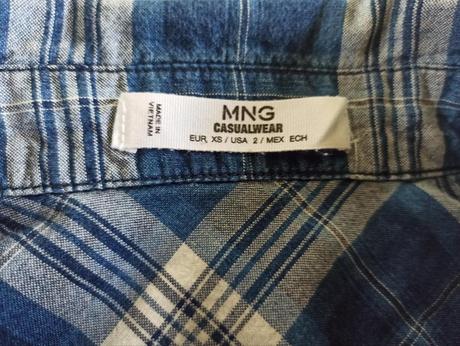 MADE IN
VIETNAM
MNG
CASUALWEAR
EUR XS / USA 2 / MEX ECH